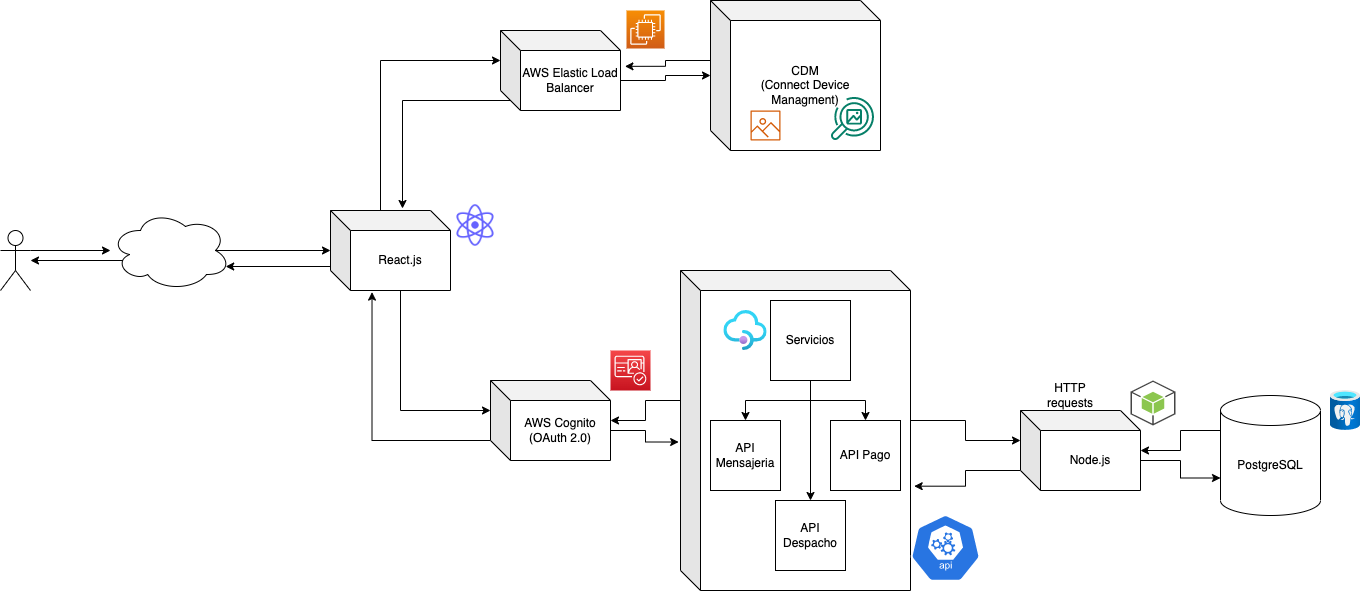 AWS Elastic Load
Balancer
CDM
(Connect Device
Managment)
React.js
AWS Cognito
(OAuth 2.0)
Servicios
API
Mensajeria
API Pago
API
Despacho
api
HTTP
requests
Node.js
PostgreSQL